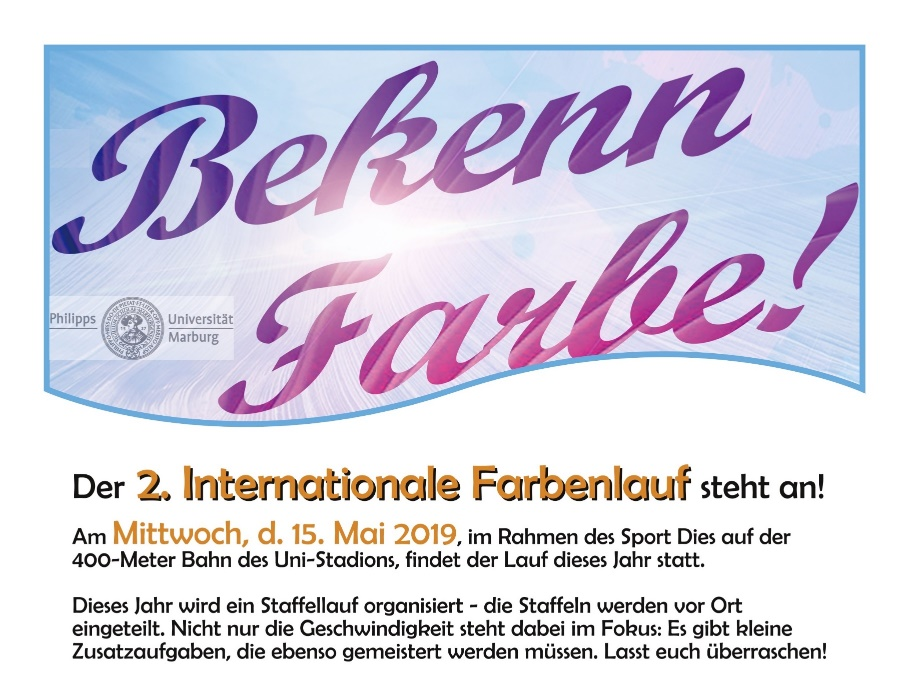 Bekenn
Farbe!
Philipps Universität
Marburg
Der 2. Internationale Farbenlauf steht an!
Am Mittwoch, d. 15. Mai 2019, im Rahmen des Sport Dies auf der
400-Meter Bahn des Uni-Stadions, findet der Lauf dieses Jahr statt.
Dieses Jahr wird ein Staffellauf organisiert - die Staffeln werden vor Ort
eingeteilt. Nicht nur die Geschwindigkeit steht dabei im Fokus: Es gibt kleine
Zusatzaufgaben, die ebenso gemeistert werden müssen. Lasst euch überraschen!